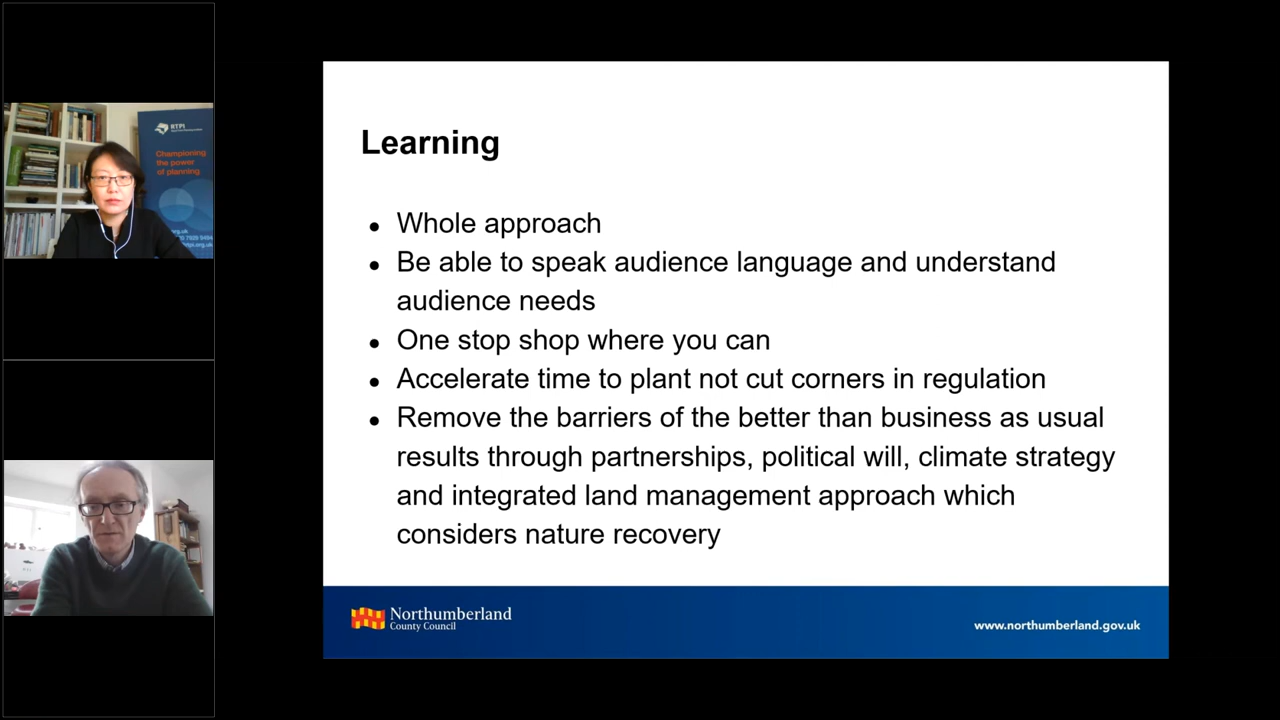 RTPI
Championing
the power
of planning
Learning
• Whole approach
• Be able to speak audience language and understand
audience needs
• One stop shop where you can
• Accelerate time to plant not cut corners in regulation
• Remove the barriers of the better than business as usual
results through partnerships, political will, climate strategy
and integrated land management approach which
considers nature recovery
Northumberland
County Council
www.northumberland.gov.uk